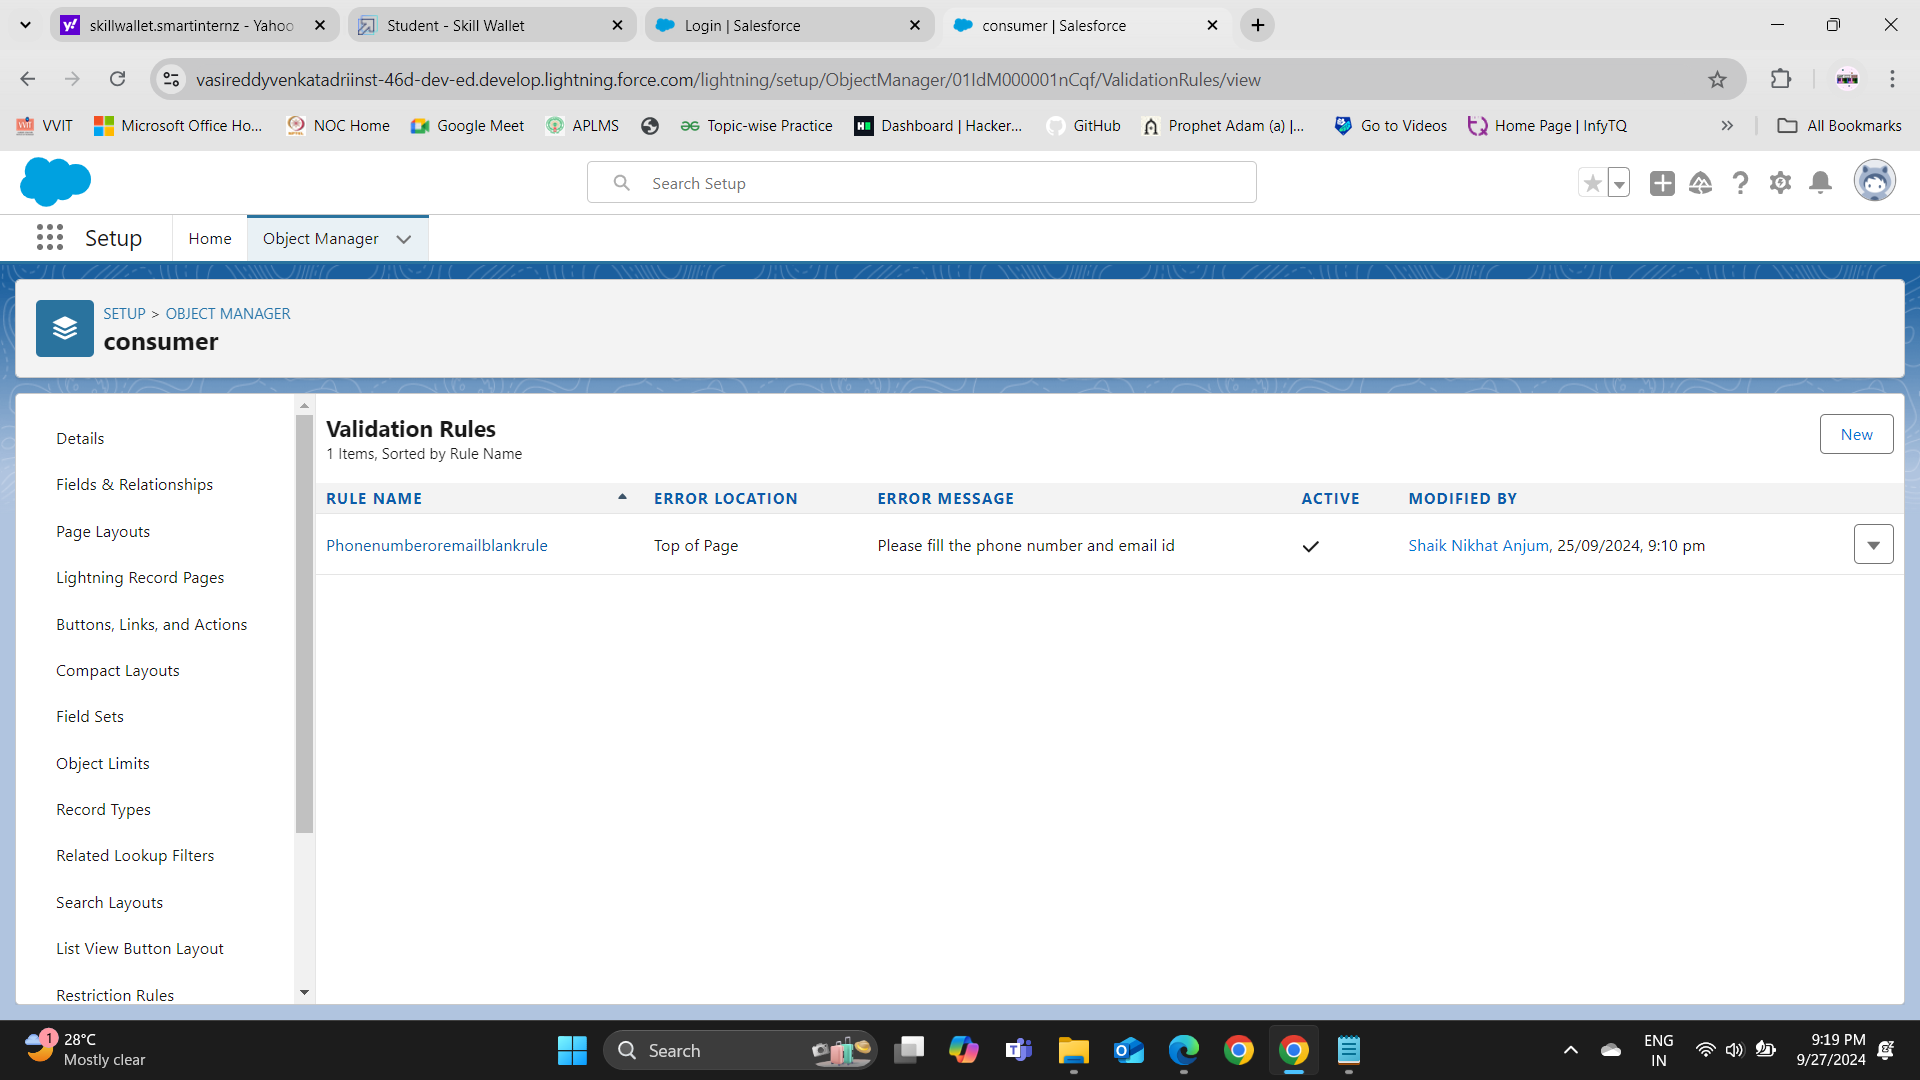 skillwallet.smartinternz - Yahoo
Student - Skill Wallet
Login | Salesforce
consumer | Salesforce
vasireddyvenkatadriinst-46d-dev-ed.develop.lightning.force.com/lightning/setup/ObjectManager/01IdM000001nCqf/ValidationRules/view
VVIT
Microsoft Office Ho...
NOC Home
Google Meet
APLMS
Topic-wise Practice
Dashboard | Hacker...
GitHub
Prophet Adam (a) |...
Go to Videos
Home Page | InfyTQ
All Bookmarks
Search Setup
Setup
Home
Object Manager
SETUP > OBJECT MANAGER
consumer
Details
Fields & Relationships
Page Layouts
Lightning Record Pages
Buttons, Links, and Actions
Compact Layouts
Field Sets
Object Limits
Record Types
Related Lookup Filters
Search Layouts
List View Button Layout
Restriction Rules
Validation Rules
1 Items, Sorted by Rule Name
New
RULE NAME
ERROR LOCATION
ERROR MESSAGE
ACTIVE
MODIFIED BY
Phonenumberoremailblankrule
Top of Page
Please fill the phone number and email id
Shaik Nikhat Anjum, 25/09/2024, 9:10 pm
1
28°C
Mostly clear
Search
ENG
IN
9:19 PM
9/27/2024